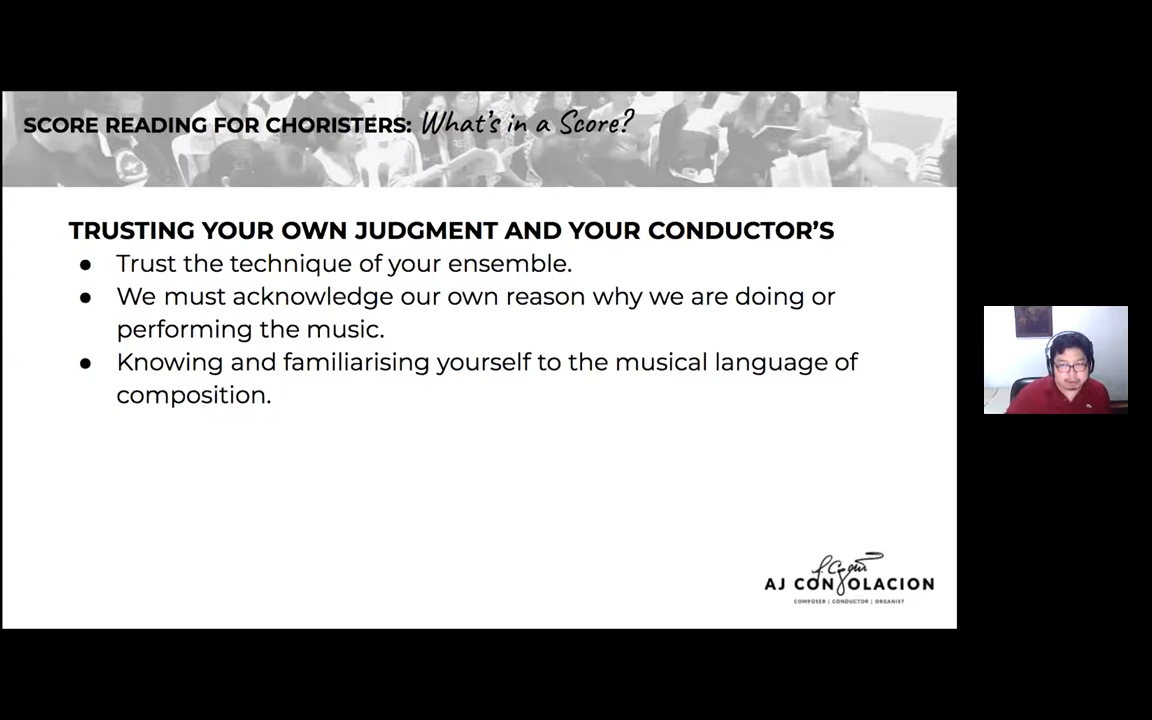 SCORE READING FOR CHORISTERS: What's in a Score?
TRUSTING YOUR OWN JUDGMENT AND YOUR CONDUCTOR'S
● Trust the technique of your ensemble.
● We must acknowledge our own reason why we are doing or
performing the music.
● Knowing and familiarising yourself to the musical language of
composition.
AJ CONSOLACION
COMPOSER | CONDUCTOR | ORGANIST